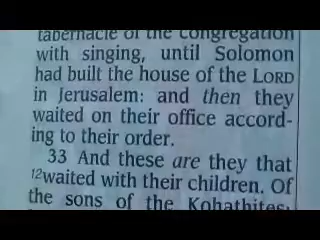 tabernacle of the congregation
with singing, until Solomon
had built the house of the LORD
in Jerusalem: and then they
waited on their office accord-
ing to their order.
33 And these are they that
12waited with their children. Of
the sons of the Kohathites: